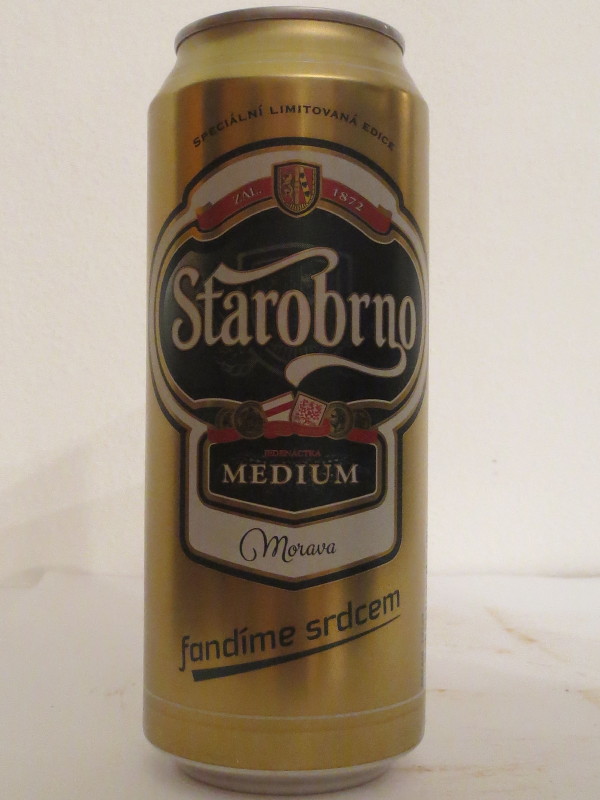 SPECIÁLNÍ LIMITOVANÁ EDICE
ZAL. 1872
Starobrno
JEDENÁCTKA
MEDIUM
Morava
fandíme srdcem